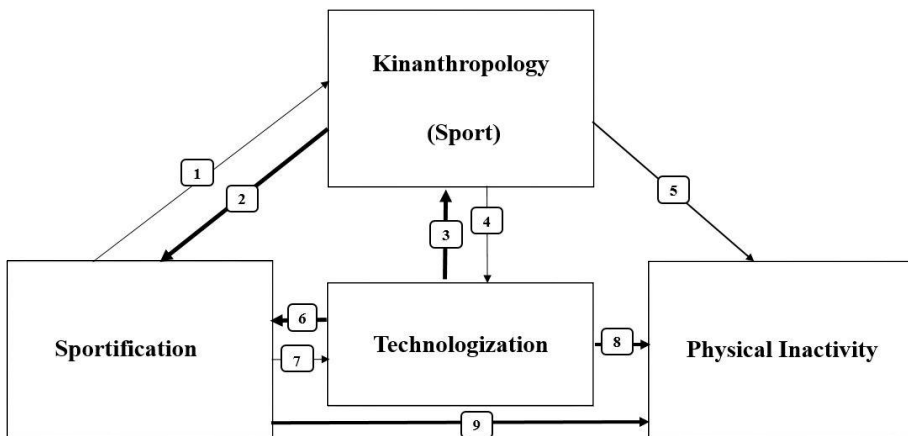 Kinanthropology
(Sport)
1
2
5
3
4
Sportification
6
7
Technologization
8
Physical Inactivity
9